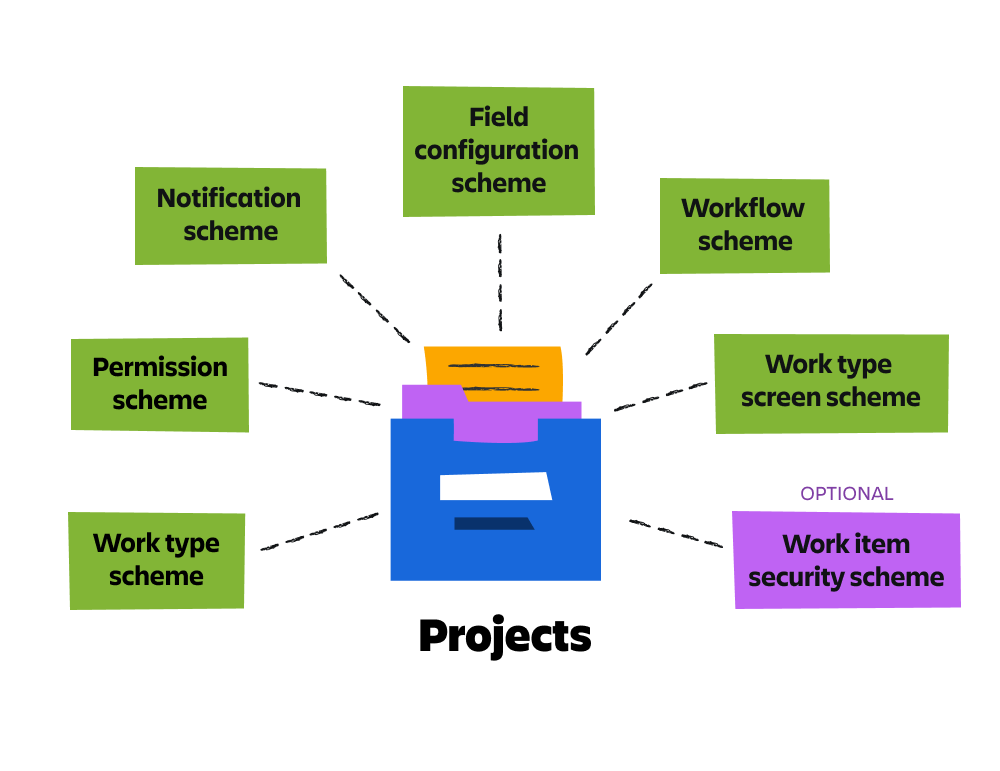 Field
configuration
scheme
Notification
scheme
Workflow
scheme
Permission
scheme
Work type
screen scheme
OPTIONAL
Work type
scheme
Work item
security scheme
Projects